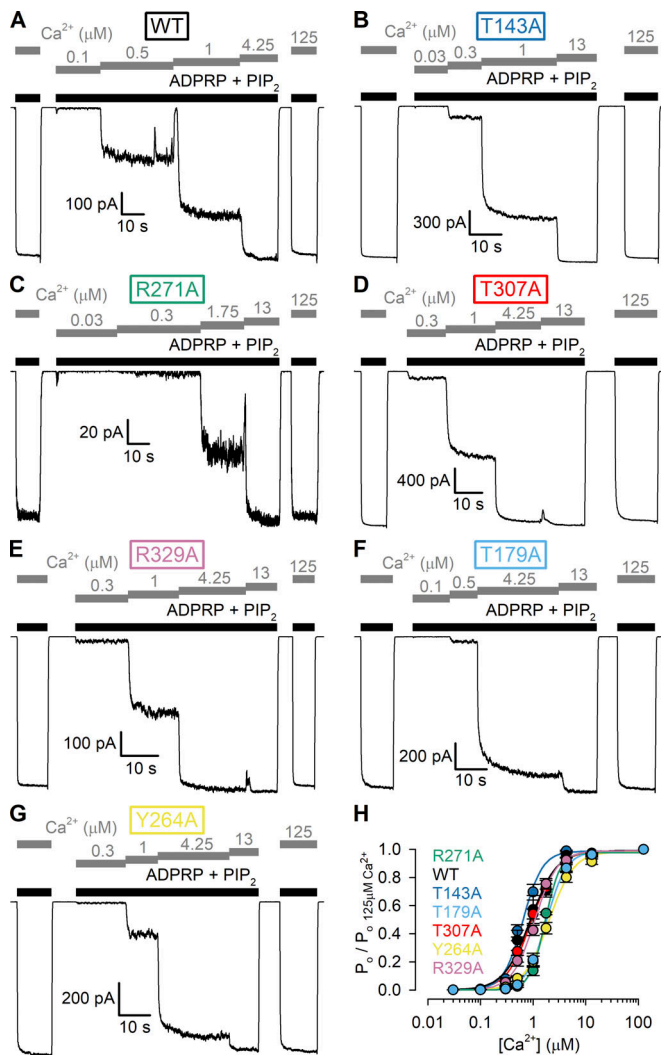 A
WT
Ca²⁺ (μM)
0.1
0.5
1
4.25
125
ADPRP + PIP₂
100 pA
10 s
B
T143A
Ca²⁺ (μM)
0.03
0.3
1
13
125
ADPRP + PIP₂
300 pA
10 s
C
R271A
Ca²⁺ (μM)
0.03
0.3
1.75
13
125
ADPRP + PIP₂
20 pA
10 s
D
T307A
Ca²⁺ (μM)
0.3
1
4.25
13
125
ADPRP + PIP₂
400 pA
10 s
E
R329A
Ca²⁺ (μM)
0.3
1
4.25
13
125
ADPRP + PIP₂
100 pA
10 s
F
T179A
Ca²⁺ (μM)
0.1
0.5
4.25
13
125
ADPRP + PIP₂
200 pA
10 s
G
Y264A
Ca²⁺ (μM)
0.3
1
4.25
13
125
ADPRP + PIP₂
200 pA
10 s
H
R271A
WT
T143A
T179A
T307A
Y264A
R329A
Pₒ / Pₒ 125μM Ca²⁺
1.0
0.8
0.6
0.4
0.2
0.0
0.01
0.1
1
10
100
[Ca²⁺] (μM)